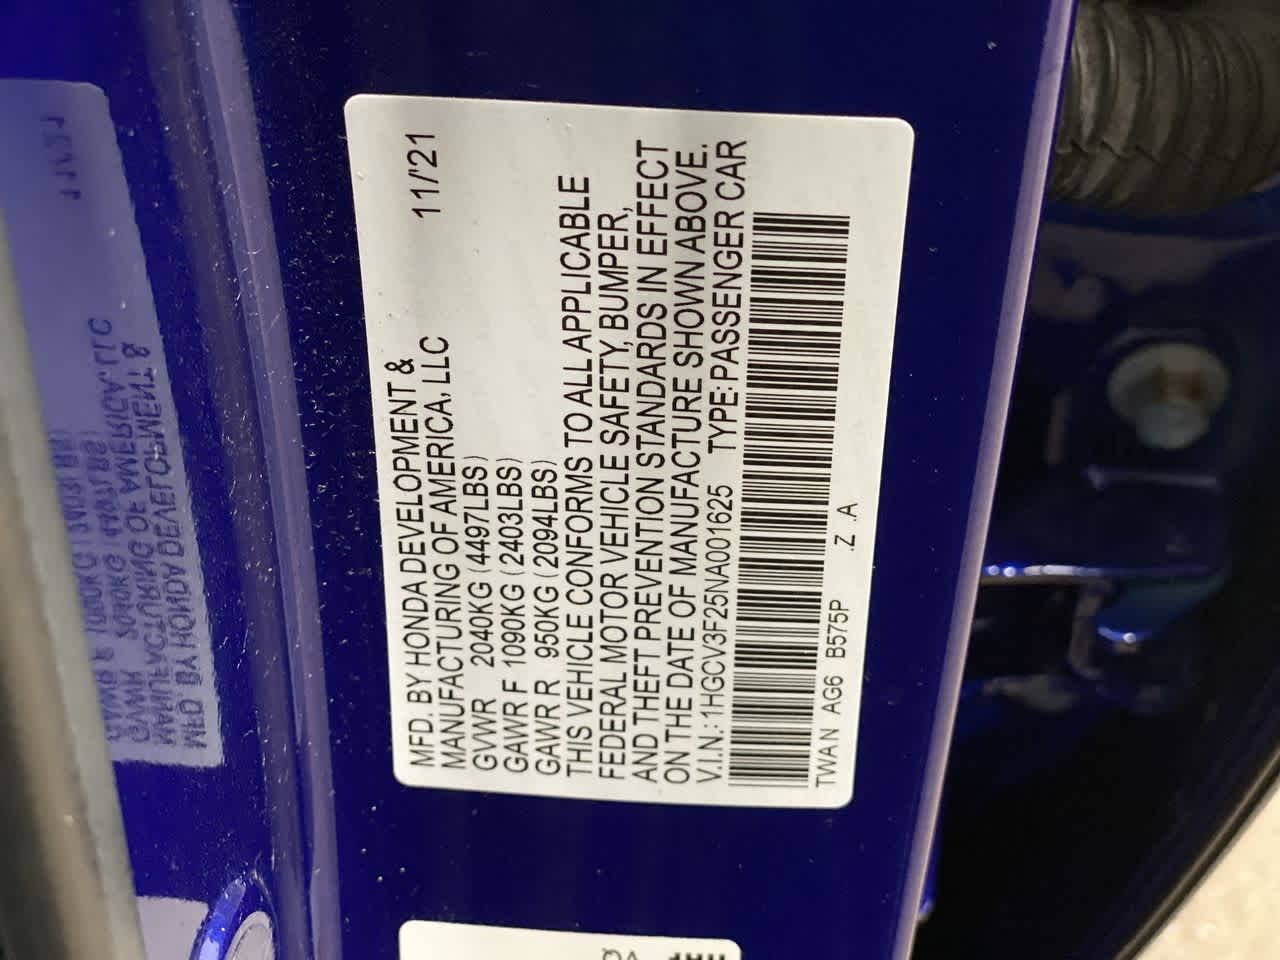 MFD. BY HONDA DEVELOPMENT &
MANUFACTURING OF AMERICA, LLC 11/'21
GVWR 2040KG (4497LBS)
GAWR F 1090KG (2403LBS)
GAWR R 950KG (2094LBS)
THIS VEHICLE CONFORMS TO ALL APPLICABLE
FEDERAL MOTOR VEHICLE SAFETY, BUMPER,
AND THEFT PREVENTION STANDARDS IN EFFECT
ON THE DATE OF MANUFACTURE SHOWN ABOVE.
V.I.N.: 1HGCV3F25NA001625 TYPE: PASSENGER CAR
TWAN AG6 B575P .Z .A